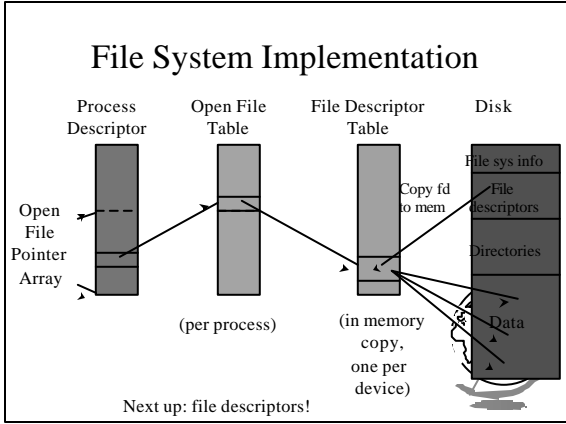 File System Implementation
Process
Descriptor
Open File
Table
File Descriptor
Table
Disk
File sys info
Copy fd
to mem
File
descriptors
Open
File
Pointer
Array
Directories
Data
(per process)
(in memory
copy,
one per
device)
Next up: file descriptors!